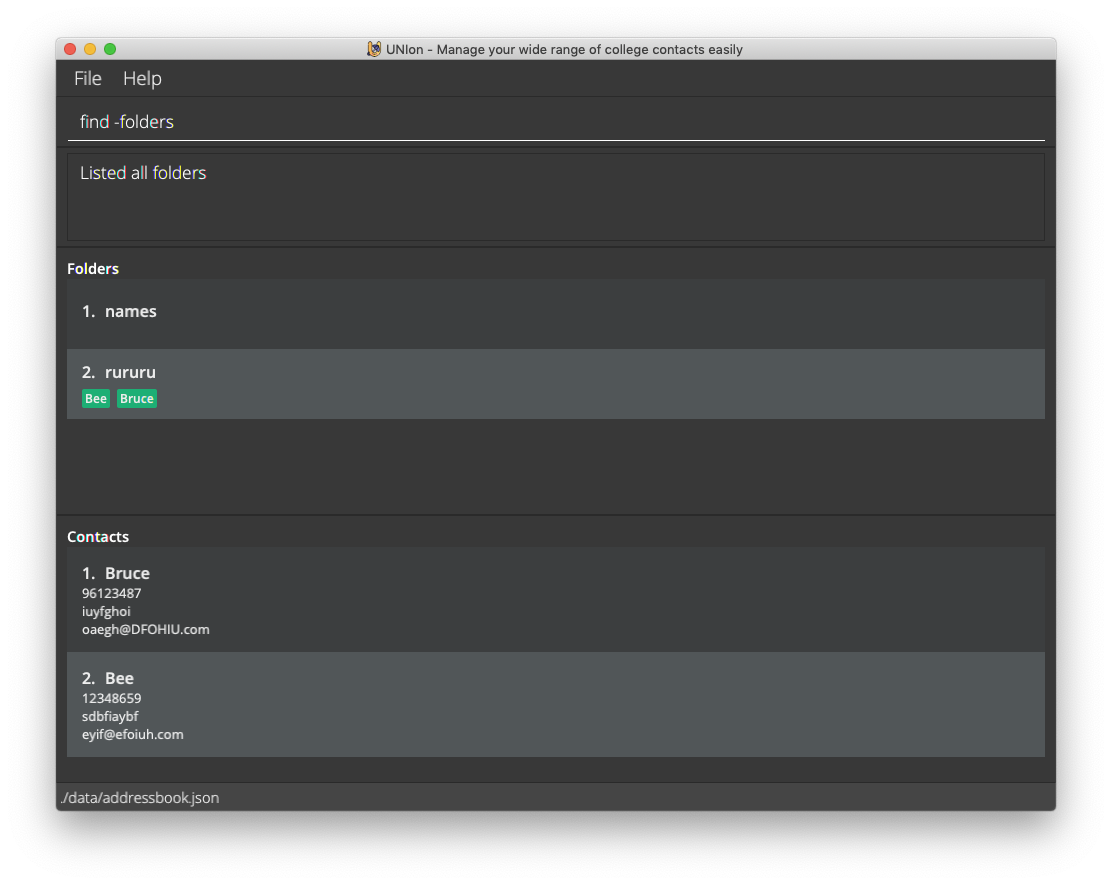 UNIon - Manage your wide range of college contacts easily
File Help
find -folders
Listed all folders
Folders
1. names
2. rururu
Bee Bruce
Contacts
1. Bruce
96123487
iuyfghoi
oaegh@DFOHIU.com
2. Bee
12348659
sdbfiaybf
eyif@efoiuh.com
./data/addressbook.json